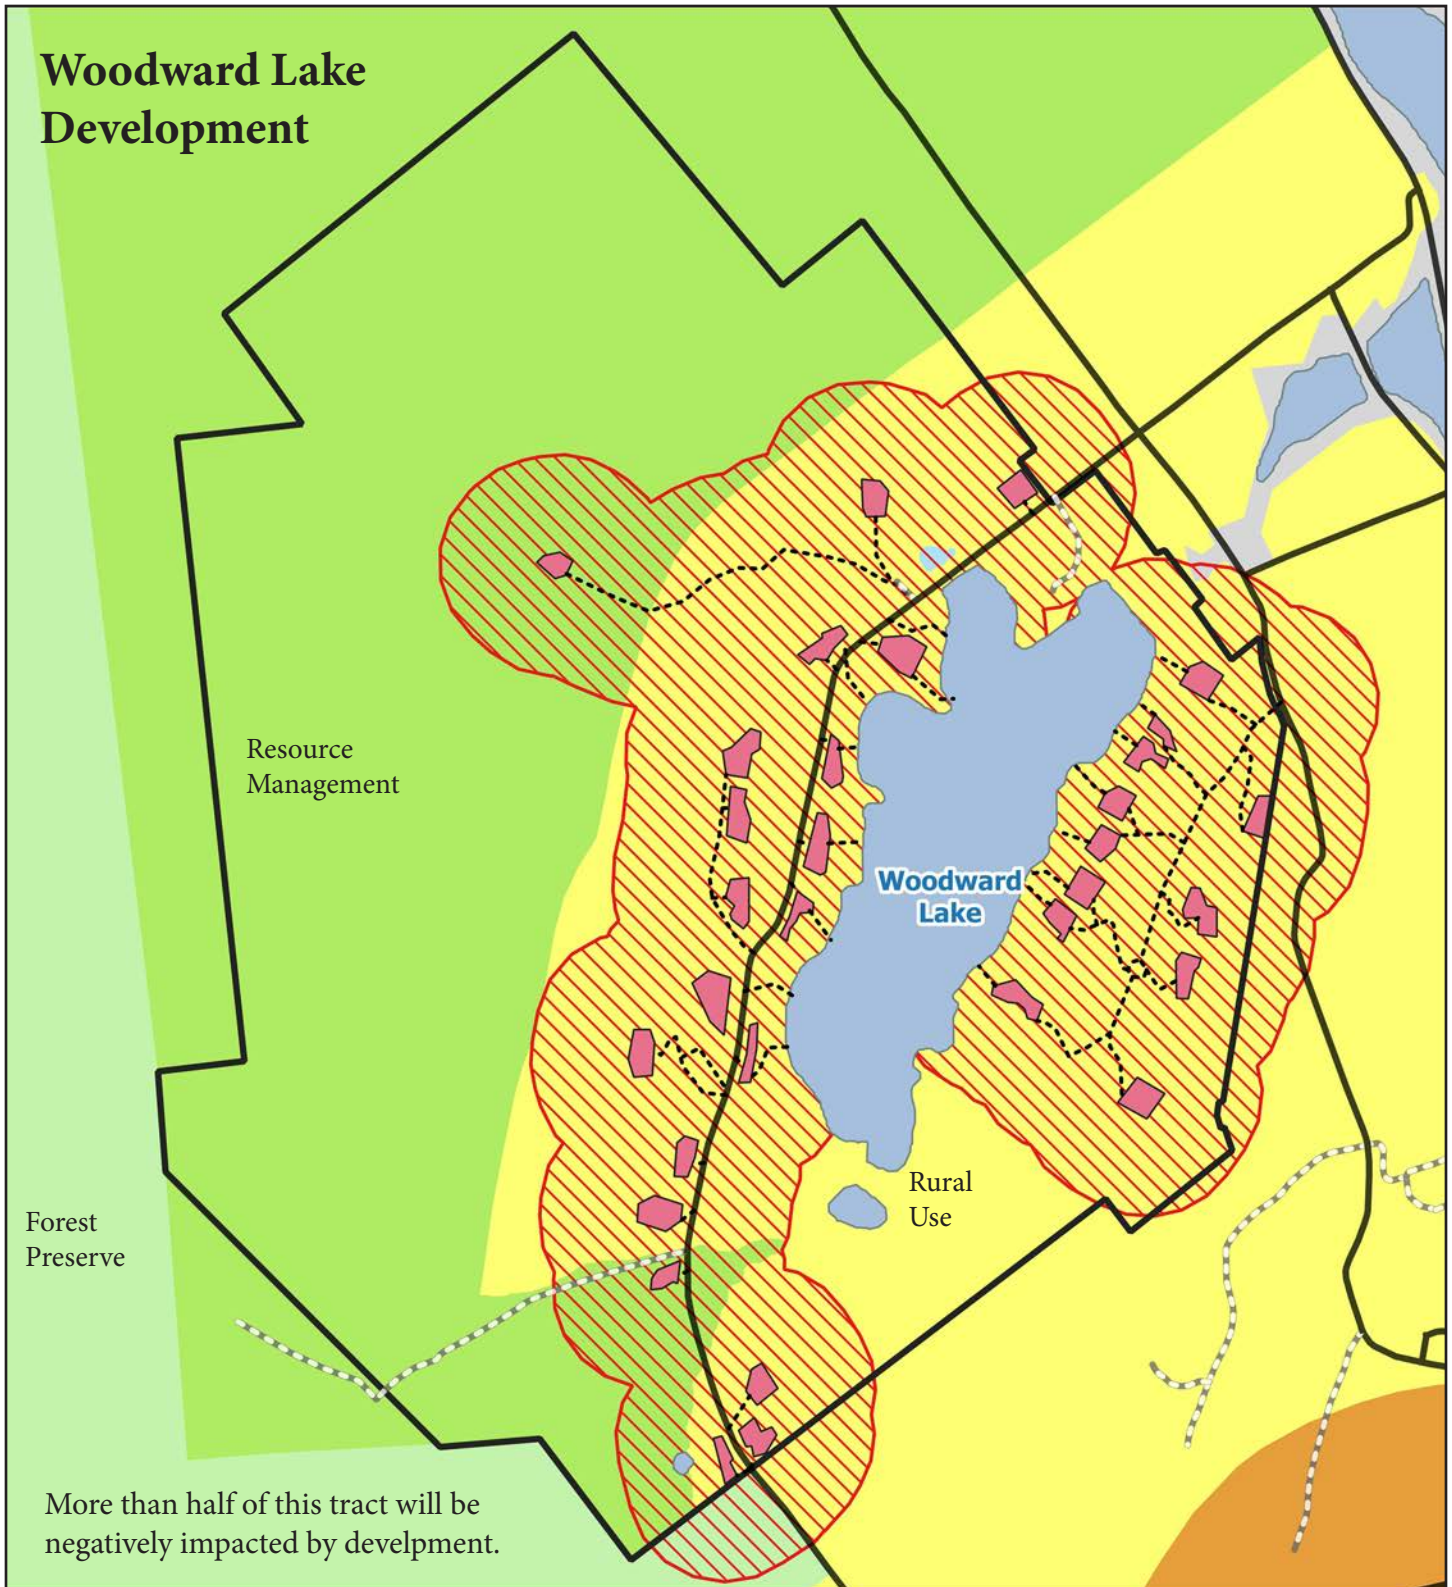 Woodward Lake
Development
Resource
Management
Woodward
Lake
Rural
Use
Forest
Preserve
More than half of this tract will be
negatively impacted by develpment.